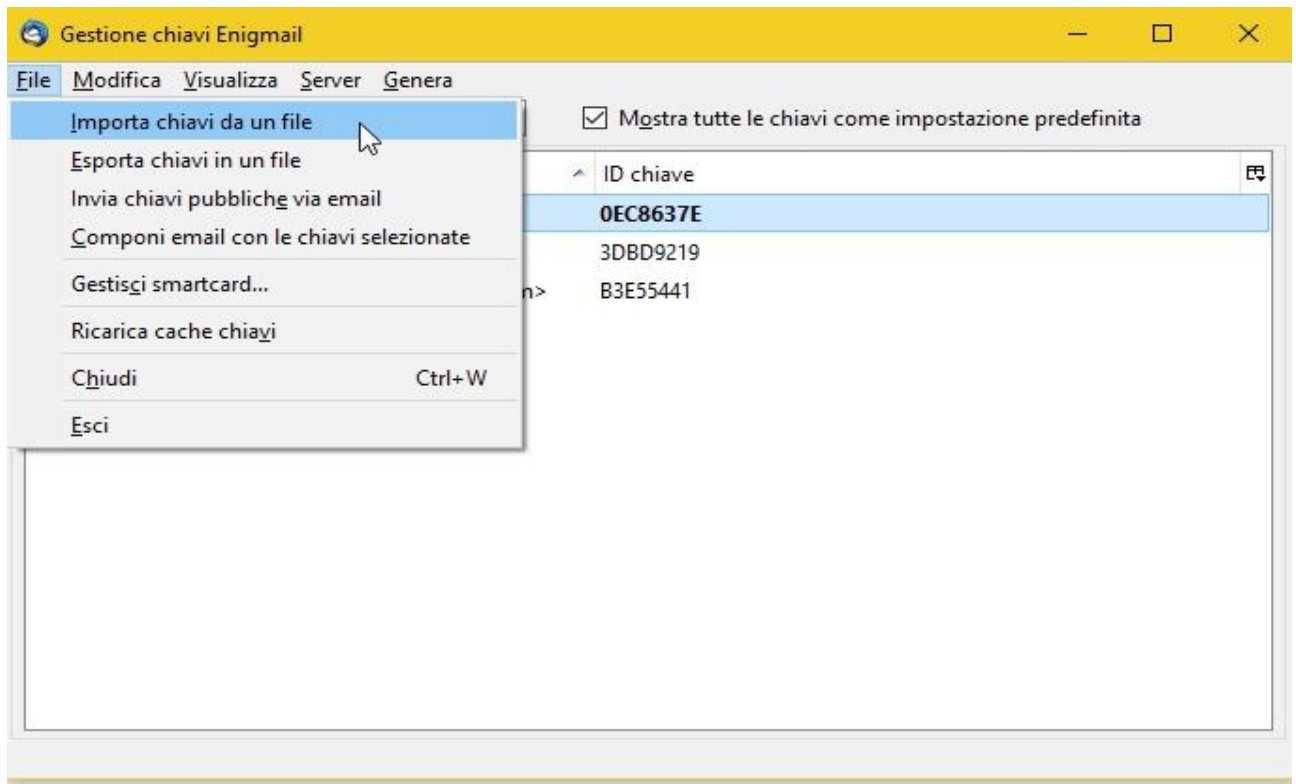 Gestione chiavi Enigmail
File Modifica Visualizza Server Genera
Importa chiavi da un file
Mostra tutte le chiavi come impostazione predefinita
Esporta chiavi in un file
ID chiave
Invia chiavi pubbliche via email
0EC8637E
Componi email con le chiavi selezionate
3DBD9219
Gestisci smartcard...
n> B3E55441
Ricarica cache chiavi
Chiudi Ctrl+W
Esci